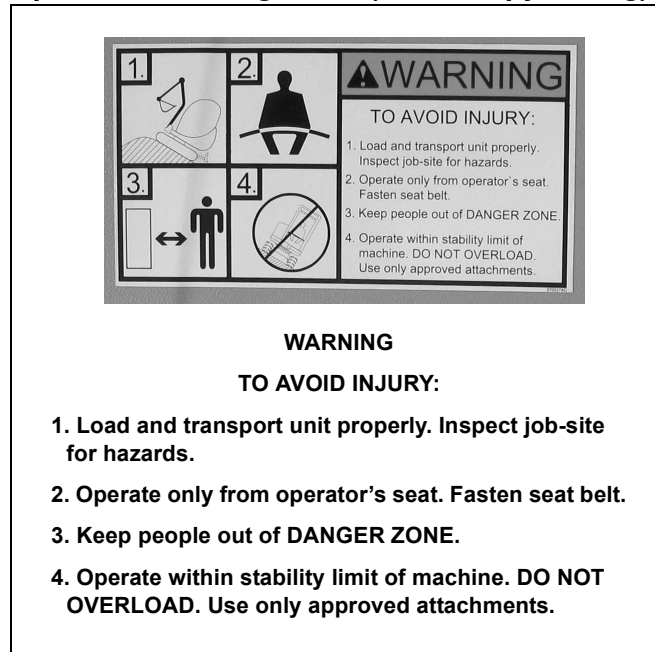 1.
2.
3.
4.
WARNING
TO AVOID INJURY:
1. Load and transport unit properly.
Inspect job-site for hazards.
2. Operate only from operator`s seat.
Fasten seat belt.
3. Keep people out of DANGER ZONE.
4. Operate within stability limit of
machine. DO NOT OVERLOAD.
Use only approved attachments.
WARNING
TO AVOID INJURY:
1. Load and transport unit properly. Inspect job-site
for hazards.
2. Operate only from operator’s seat. Fasten seat belt.
3. Keep people out of DANGER ZONE.
4. Operate within stability limit of machine. DO NOT
OVERLOAD. Use only approved attachments.